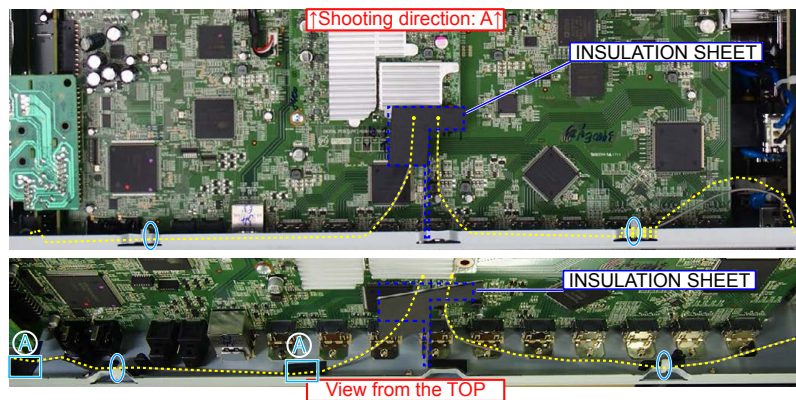 ↑Shooting direction: A↑
INSULATION SHEET
INSULATION SHEET
A
A
View from the TOP